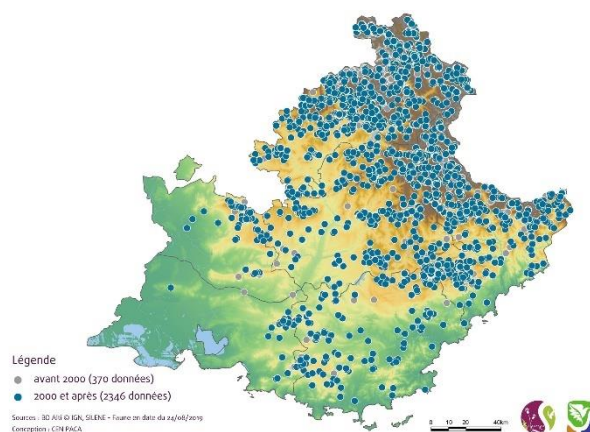 Légende
avant 2000 (370 données)
2000 et après (2346 données)
Sources : BD Alti © IGN, SILENE - Faune en date du 24/08/2015
Conception : CEN PACA
0 10 20 40km